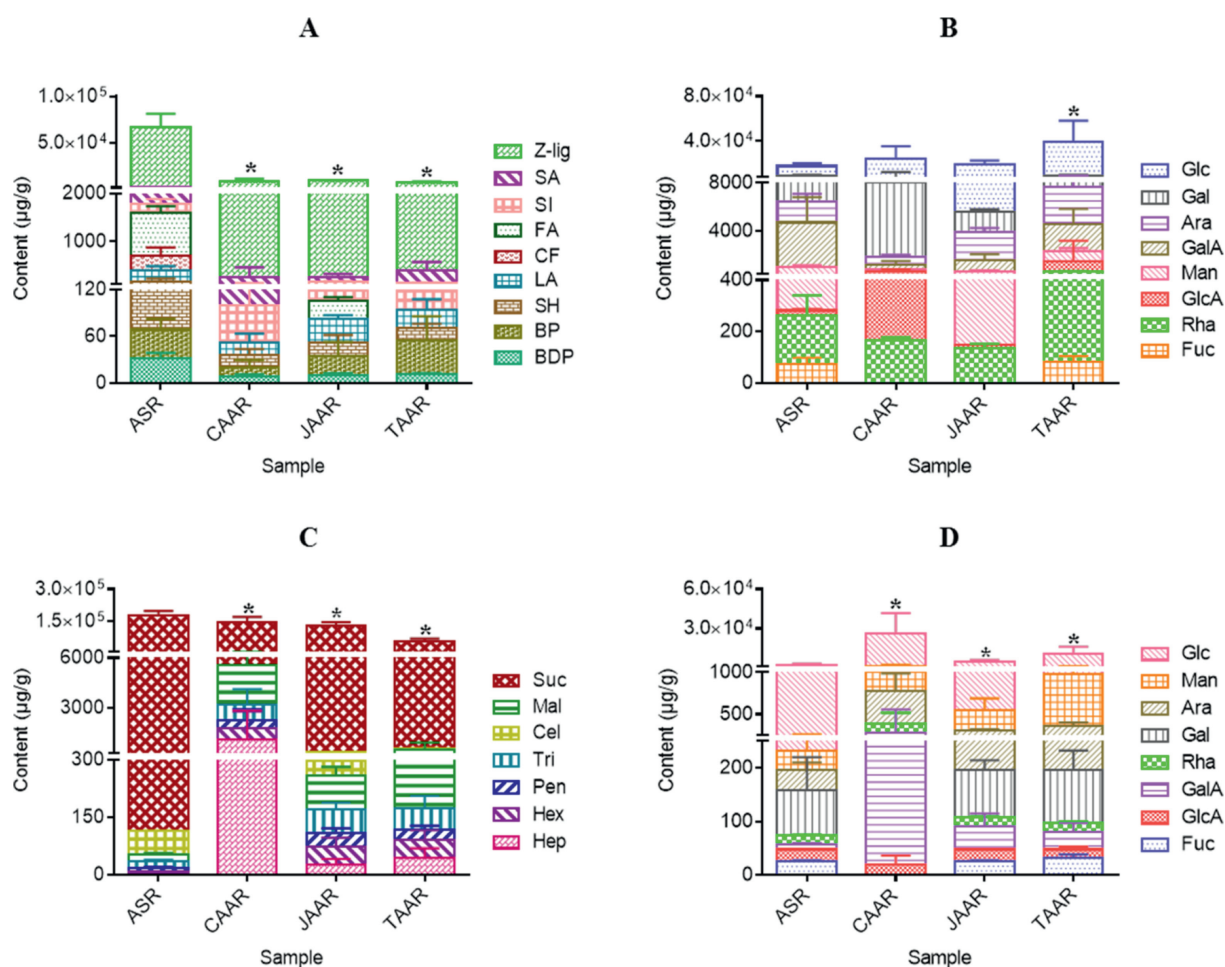 A
Content (µg/g)
1.0×10⁵
5.0×10⁴
2000
1000
120
60
0
* * *
ASR
CAAR
JAAR
TAAR
Sample
Z-lig
SA
SI
FA
CF
LA
SH
BP
BDP
B
Content (µg/g)
8.0×10⁴
4.0×10⁴
8000
4000
400
200
0
*
ASR
CAAR
JAAR
TAAR
Sample
Glc
Gal
Ara
GalA
Man
GlcA
Rha
Fuc
C
Content (µg/g)
3.0×10⁵
1.5×10⁵
6000
3000
300
150
0
* * *
ASR
CAAR
JAAR
TAAR
Sample
Suc
Mal
Cel
Tri
Pen
Hex
Hep
D
Content (µg/g)
6.0×10⁴
3.0×10⁴
1000
500
200
100
0
* * *
ASR
CAAR
JAAR
TAAR
Sample
Glc
Man
Ara
Gal
Rha
GalA
GlcA
Fuc